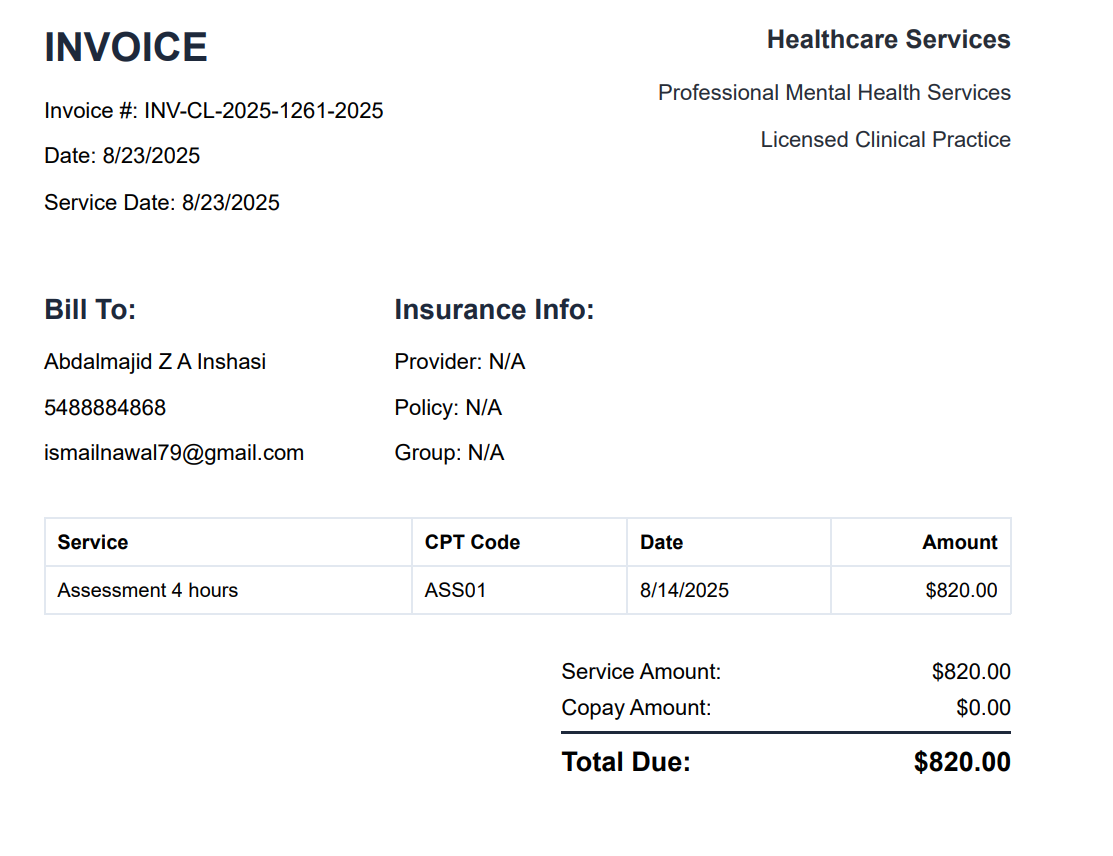 INVOICE
Invoice #: INV-CL-2025-1261-2025
Date: 8/23/2025
Service Date: 8/23/2025
Healthcare Services
Professional Mental Health Services
Licensed Clinical Practice
Bill To:
Abdalmajid Z A Inshasi
5488884868
ismailnawal79@gmail.com
Insurance Info:
Provider: N/A
Policy: N/A
Group: N/A
Service CPT Code Date Amount
Assessment 4 hours ASS01 8/14/2025 $820.00
Service Amount: $820.00
Copay Amount: $0.00
Total Due: $820.00